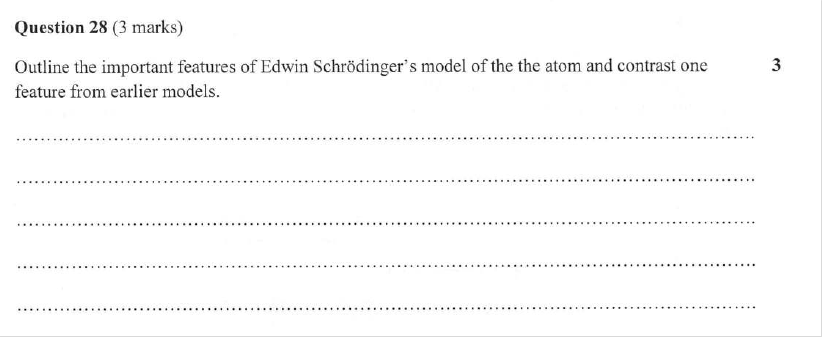 Question 28 (3 marks)
Outline the important features of Edwin Schrödinger's model of the the atom and contrast one 3
feature from earlier models.